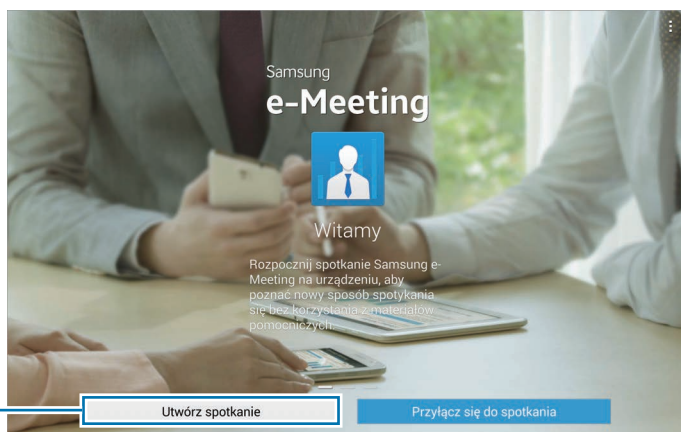 Samsung
e-Meeting
Witamy
Rozpocznij spotkanie Samsung e-
Meeting na urządzeniu, aby
poznać nowy sposób spotykania
się bez korzystania z materiałów
pomocniczych.
Utwórz spotkanie
Przyłącz się do spotkania